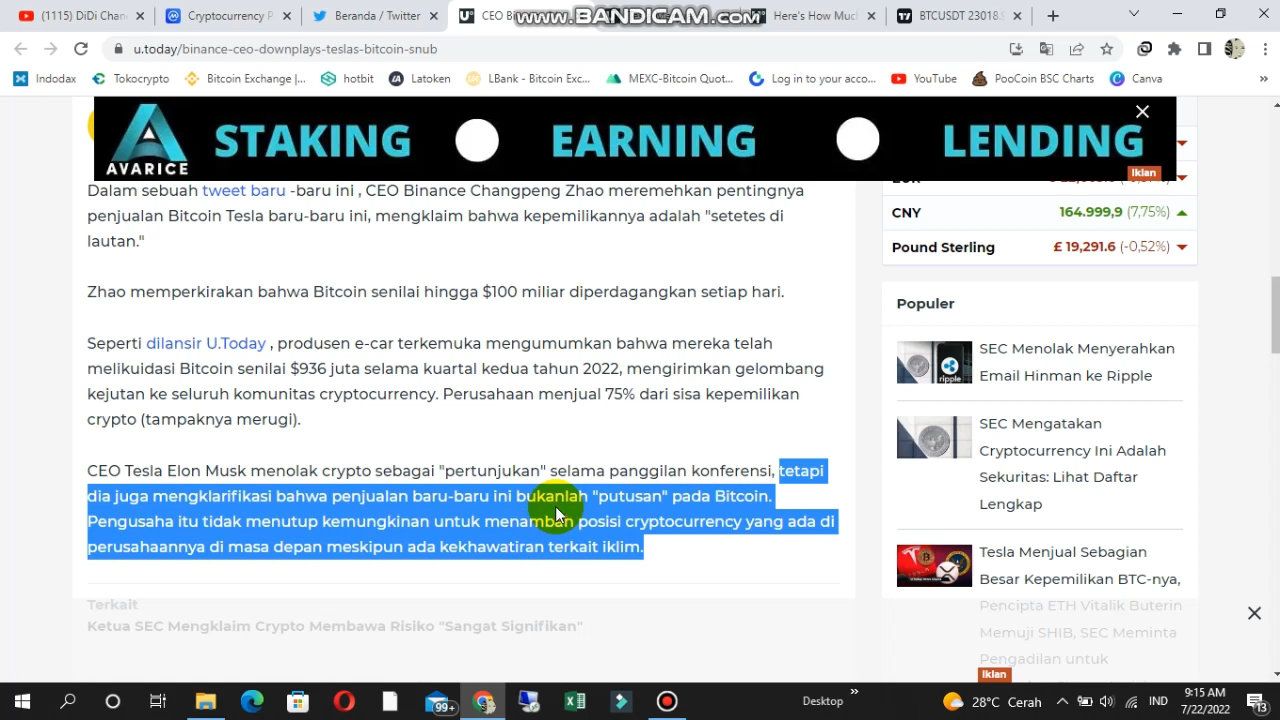 (1115) DiDi Chan
Cryptocurrency P
Beranda / Twitter
CEO Bi
www.BANDICAM.com
Here's How Much
BTCUSDT 23018.
u.today/binance-ceo-downplays-teslas-bitcoin-snub
Indodax
Tokocrypto
Bitcoin Exchange |...
hotbit
Latoken
LBank - Bitcoin Exc...
MEXC-Bitcoin Quot...
Log in to your acco...
YouTube
PooCoin BSC Charts
Canva
AVARICE
STAKING
EARNING
LENDING
Iklan
Dalam sebuah tweet baru -baru ini , CEO Binance Changpeng Zhao meremehkan pentingnya
penjualan Bitcoin Tesla baru-baru ini, mengklaim bahwa kepemilikannya adalah "setetes di
lautan."
Zhao memperkirakan bahwa Bitcoin senilai hingga $100 miliar diperdagangkan setiap hari.
Seperti dilansir U.Today , produsen e-car terkemuka mengumumkan bahwa mereka telah
melikuidasi Bitcoin senilai $936 juta selama kuartal kedua tahun 2022, mengirimkan gelombang
kejutan ke seluruh komunitas cryptocurrency. Perusahaan menjual 75% dari sisa kepemilikan
crypto (tampaknya merugi).
CEO Tesla Elon Musk menolak crypto sebagai "pertunjukan" selama panggilan konferensi, tetapi
dia juga mengklarifikasi bahwa penjualan baru-baru ini bukanlah "putusan" pada Bitcoin.
Pengusaha itu tidak menutup kemungkinan untuk menambah posisi cryptocurrency yang ada di
perusahaannya di masa depan meskipun ada kekhawatiran terkait iklim.
Terkait
Ketua SEC Mengklaim Crypto Membawa Risiko "Sangat Signifikan"
CNY
164.999,9 (7,75%)
Pound Sterling
£ 19,291.6 (-0,52%)
Populer
SEC Menolak Menyerahkan
Email Hinman ke Ripple
ripple
SEC Mengatakan
Cryptocurrency Ini Adalah
Sekuritas: Lihat Daftar
Lengkap
Tesla Menjual Sebagian
Besar Kepemilikan BTC-nya,
Pencipta ETH Vitalik Buterin
Memuji SHIB, SEC Meminta
Pengadilan untuk
Iklan
99+
Desktop
28°C Cerah
IND
9:15 AM
7/22/2022
13